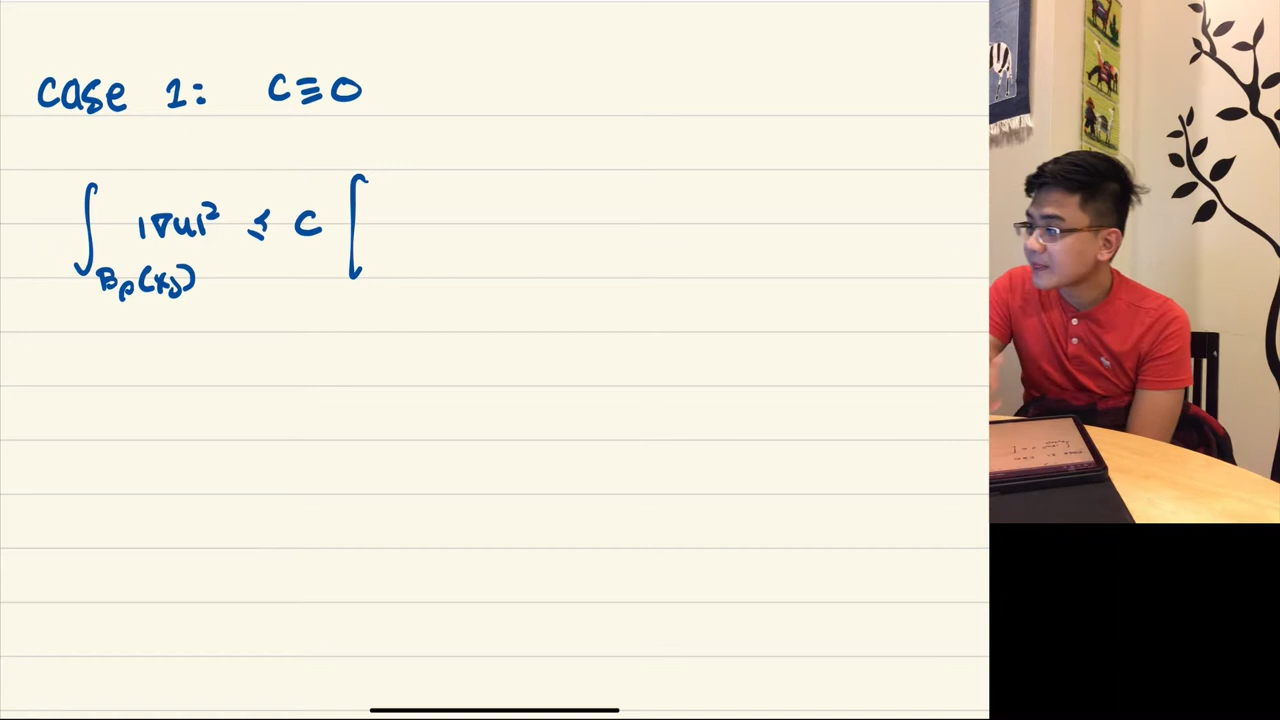 case 1: C≡0
∫_{B_ρ(x_0)} |∇u|² ≤ C [